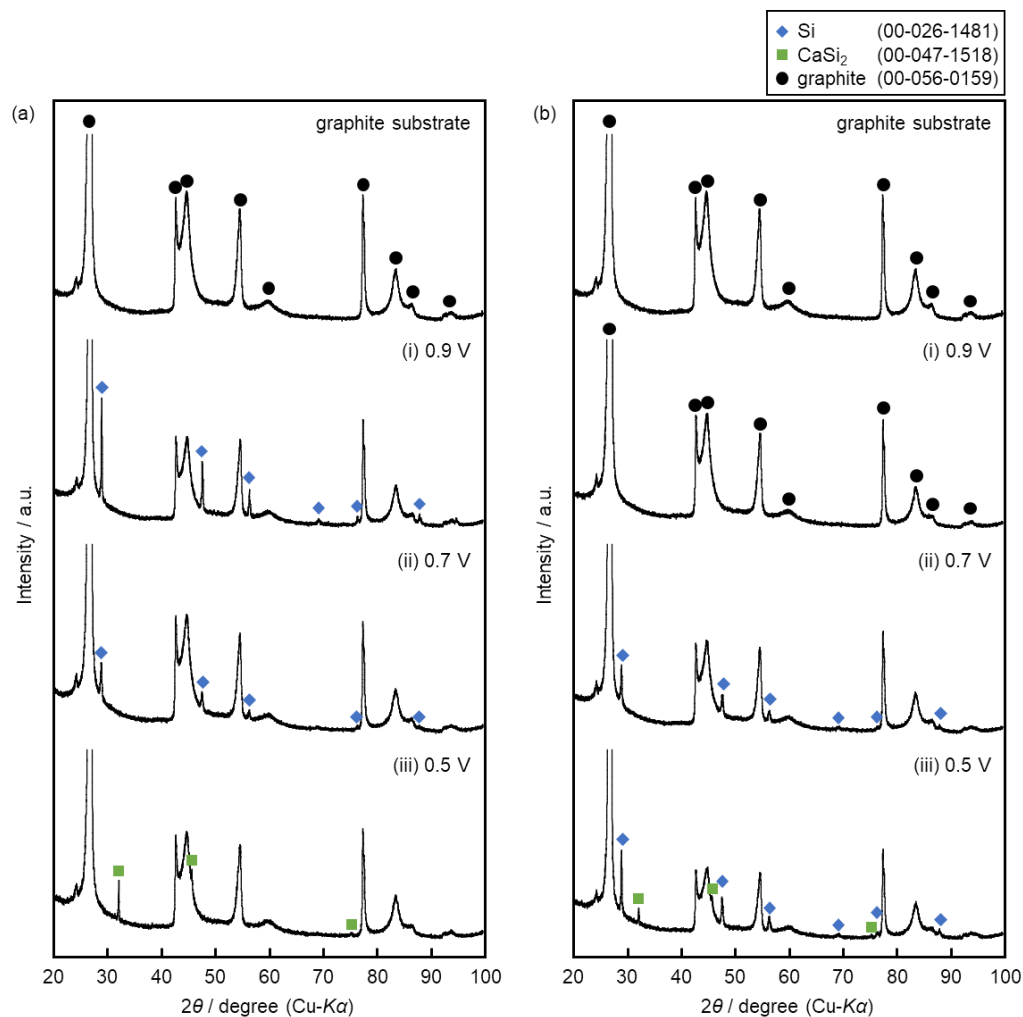 Si (00-026-1481)
CaSi₂ (00-047-1518)
graphite (00-056-0159)
(a)
graphite substrate
(i) 0.9 V
(ii) 0.7 V
(iii) 0.5 V
Intensity / a.u.
20 30 40 50 60 70 80 90 100
2θ / degree (Cu-Kα)
(b)
graphite substrate
(i) 0.9 V
(ii) 0.7 V
(iii) 0.5 V
Intensity / a.u.
20 30 40 50 60 70 80 90 100
2θ / degree (Cu-Kα)